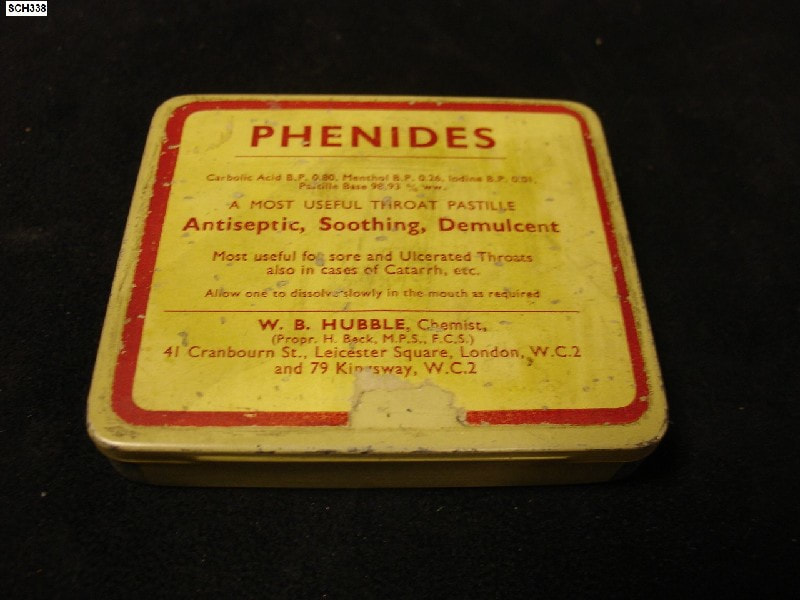 SCH338
PHENIDES
Carbolic Acid B.P. 0.80, Menthol B.P. 0.26, Iodine B.P. 0.01,
Pastille Base 98.93 % ww.
A MOST USEFUL THROAT PASTILLE
Antiseptic, Soothing, Demulcent
Most useful for sore and Ulcerated Throats
also in cases of Catarrh, etc.
Allow one to dissolve slowly in the mouth as required
W. B. HUBBLE, Chemist,
(Propr. H. Beck, M.P.S., F.C.S.)
41 Cranbourn St., Leicester Square, London, W.C.2
and 79 Kingsway, W.C.2